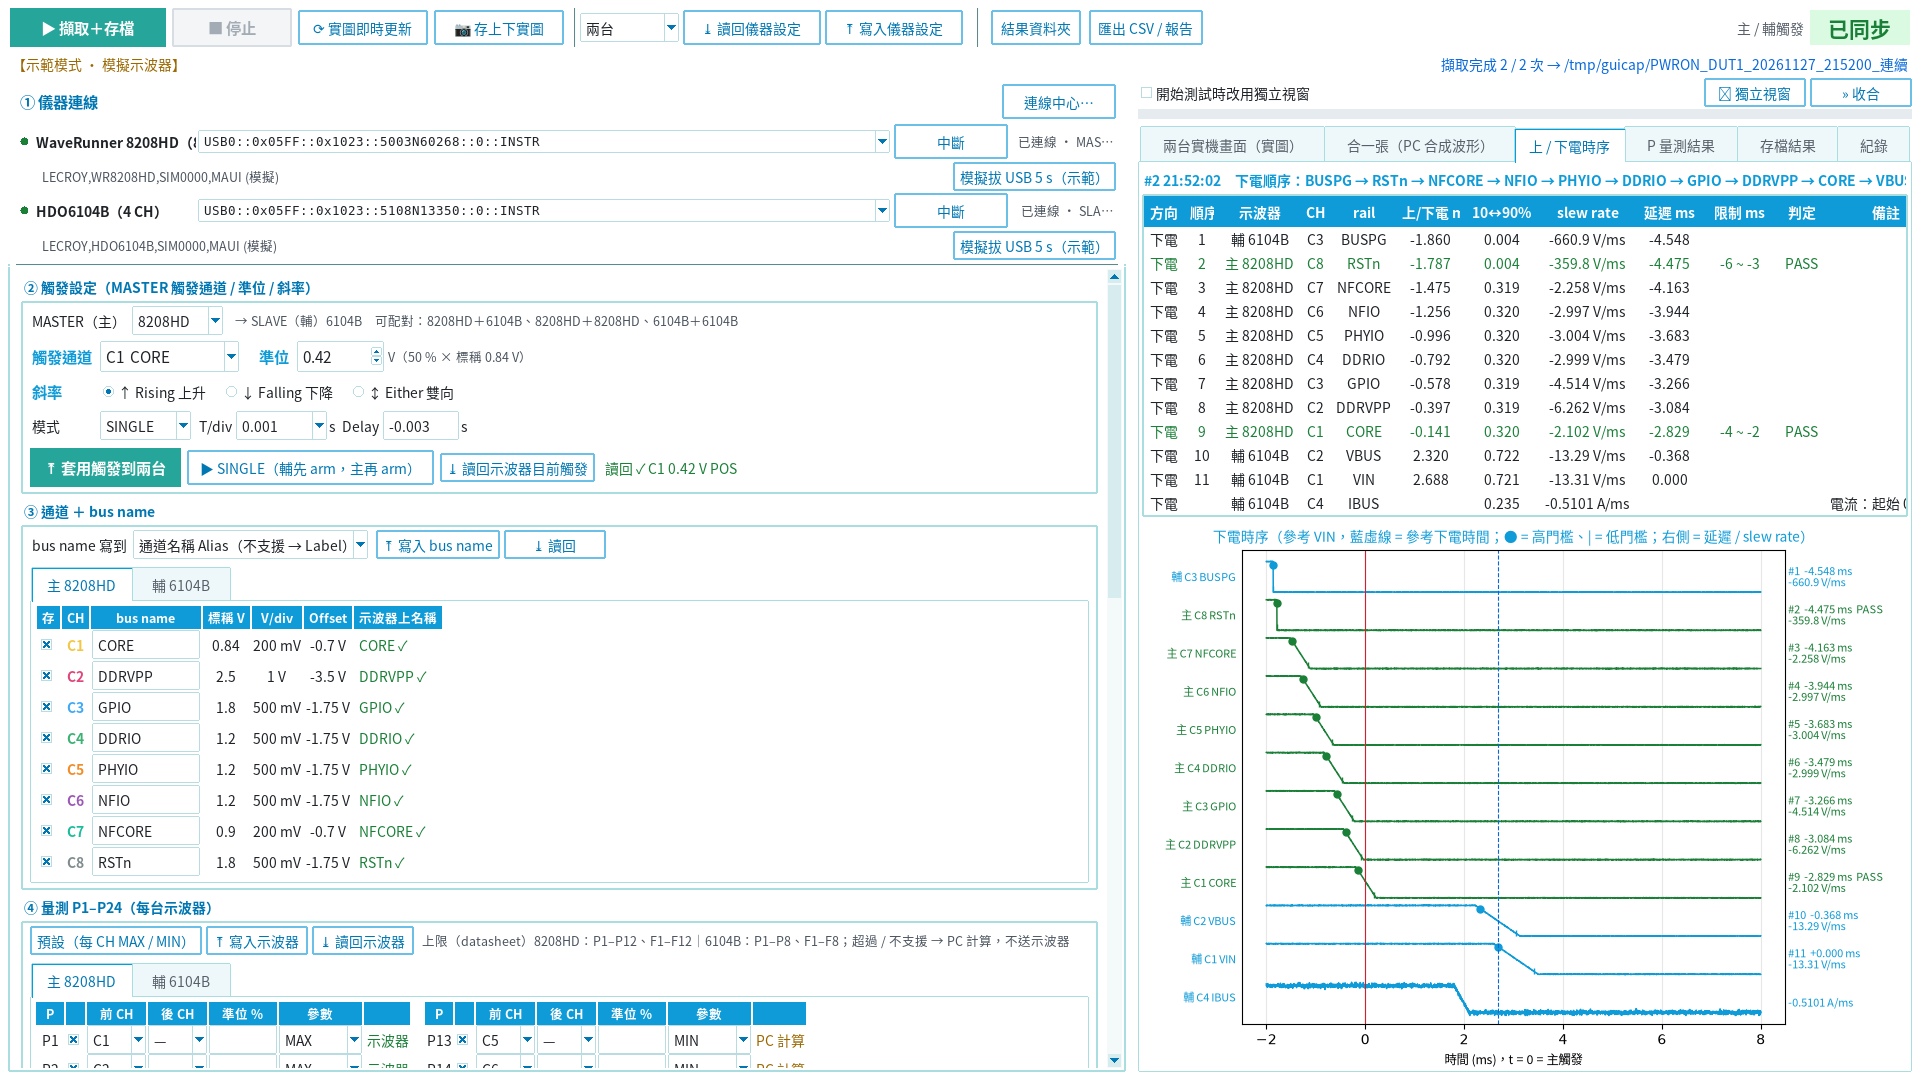 ▶ 擷取＋存檔
■ 停止
⟳ 實圖即時更新
📷 存上下實圖
兩台
⤓ 讀回儀器設定
⤒ 寫入儀器設定
結果資料夾
匯出 CSV / 報告
主 / 輔觸發
已同步
【示範模式 · 模擬示波器】
擷取完成 2 / 2 次 → /tmp/guicap/PWRON_DUT1_20261127_215200_連續
① 儀器連線
連線中心…
WaveRunner 8208HD
USB0::0x05FF::0x1023::5003N60268::0::INSTR
中斷
已連線 · MAS…
LECROY,WR8208HD,SIM0000,MAUI (模擬)
模擬拔 USB 5 s（示範）
HDO6104B（4 CH）
USB0::0x05FF::0x1023::5108N13350::0::INSTR
中斷
已連線 · SLA…
LECROY,HDO6104B,SIM0000,MAUI (模擬)
模擬拔 USB 5 s（示範）
② 觸發設定（MASTER 觸發通道 / 準位 / 斜率）
MASTER（主）
8208HD
→ SLAVE（輔）6104B　可配對：8208HD＋6104B、8208HD＋8208HD、6104B＋6104B
觸發通道
C1 CORE
準位
0.42
V（50 % × 標稱 0.84 V）
斜率
↑ Rising 上升
↓ Falling 下降
↕ Either 雙向
模式
SINGLE
T/div
0.001
s
Delay
-0.003
s
⤒ 套用觸發到兩台
▶ SINGLE（輔先 arm，主再 arm）
⤓ 讀回示波器目前觸發
讀回 ✓ C1 0.42 V POS
③ 通道 ＋ bus name
bus name 寫到
通道名稱 Alias（不支援 → Label）
⤒ 寫入 bus name
⤓ 讀回
主 8208HD
輔 6104B
存 CH bus name 標稱 V V/div Offset 示波器上名稱
C1 CORE 0.84 200 mV -0.7 V CORE ✓
C2 DDRVPP 2.5 1 V -3.5 V DDRVPP ✓
C3 GPIO 1.8 500 mV -1.75 V GPIO ✓
C4 DDRIO 1.2 500 mV -1.75 V DDRIO ✓
C5 PHYIO 1.2 500 mV -1.75 V PHYIO ✓
C6 NFIO 1.2 500 mV -1.75 V NFIO ✓
C7 NFCORE 0.9 200 mV -0.7 V NFCORE ✓
C8 RSTn 1.8 500 mV -1.75 V RSTn ✓
④ 量測 P1–P24（每台示波器）
預設（每 CH MAX / MIN）
⤒ 寫入示波器
⤓ 讀回示波器
上限（datasheet）8208HD：P1–P12、F1–F12｜6104B：P1–P8、F1–F8；超過 / 不支援 → PC 計算，不送示波器
主 8208HD
輔 6104B
P 前 CH 後 CH 準位 % 參數
P 前 CH 後 CH 準位 % 參數
P1 C1 — MAX 示波器
P13 C5 — MIN PC 計算
開始測試時改用獨立視窗
獨立視窗
» 收合
兩台實機畫面（實圖）
合一張（PC 合成波形）
上 / 下電時序
P 量測結果
存檔結果
紀錄
#2 21:52:02　下電順序：BUSPG → RSTn → NFCORE → NFIO → PHYIO → DDRIO → GPIO → DDRVPP → CORE → VBUS
方向 順序 示波器 CH rail 上/下電 n 10↔90% slew rate 延遲 ms 限制 ms 判定 備註
下電 1 輔 6104B C3 BUSPG -1.860 0.004 -660.9 V/ms -4.548
下電 2 主 8208HD C8 RSTn -1.787 0.004 -359.8 V/ms -4.475 -6 ~ -3 PASS
下電 3 主 8208HD C7 NFCORE -1.475 0.319 -2.258 V/ms -4.163
下電 4 主 8208HD C6 NFIO -1.256 0.320 -2.997 V/ms -3.944
下電 5 主 8208HD C5 PHYIO -0.996 0.320 -3.004 V/ms -3.683
下電 6 主 8208HD C4 DDRIO -0.792 0.320 -2.999 V/ms -3.479
下電 7 主 8208HD C3 GPIO -0.578 0.319 -4.514 V/ms -3.266
下電 8 主 8208HD C2 DDRVPP -0.397 0.319 -6.262 V/ms -3.084
下電 9 主 8208HD C1 CORE -0.141 0.320 -2.102 V/ms -2.829 -4 ~ -2 PASS
下電 10 輔 6104B C2 VBUS 2.320 0.722 -13.29 V/ms -0.368
下電 11 輔 6104B C1 VIN 2.688 0.721 -13.31 V/ms 0.000
下電 輔 6104B C4 IBUS 0.235 -0.5101 A/ms 電流：起始
下電時序（參考 VIN，藍虛線 = 參考下電時間；● = 高門檻、| = 低門檻；右側 = 延遲 / slew rate）
輔 C3 BUSPG
#1 -4.548 ms
-660.9 V/ms
主 C8 RSTn
#2 -4.475 ms PASS
-359.8 V/ms
主 C7 NFCORE
#3 -4.163 ms
-2.258 V/ms
主 C6 NFIO
#4 -3.944 ms
-2.997 V/ms
主 C5 PHYIO
#5 -3.683 ms
-3.004 V/ms
主 C4 DDRIO
#6 -3.479 ms
-2.999 V/ms
主 C3 GPIO
#7 -3.266 ms
-4.514 V/ms
主 C2 DDRVPP
#8 -3.084 ms
-6.262 V/ms
主 C1 CORE
#9 -2.829 ms PASS
-2.102 V/ms
輔 C2 VBUS
#10 -0.368 ms
-13.29 V/ms
輔 C1 VIN
#11 +0.000 ms
-13.31 V/ms
輔 C4 IBUS
-0.5101 A/ms
−2 0 2 4 6 8
時間 (ms)，t = 0 = 主觸發